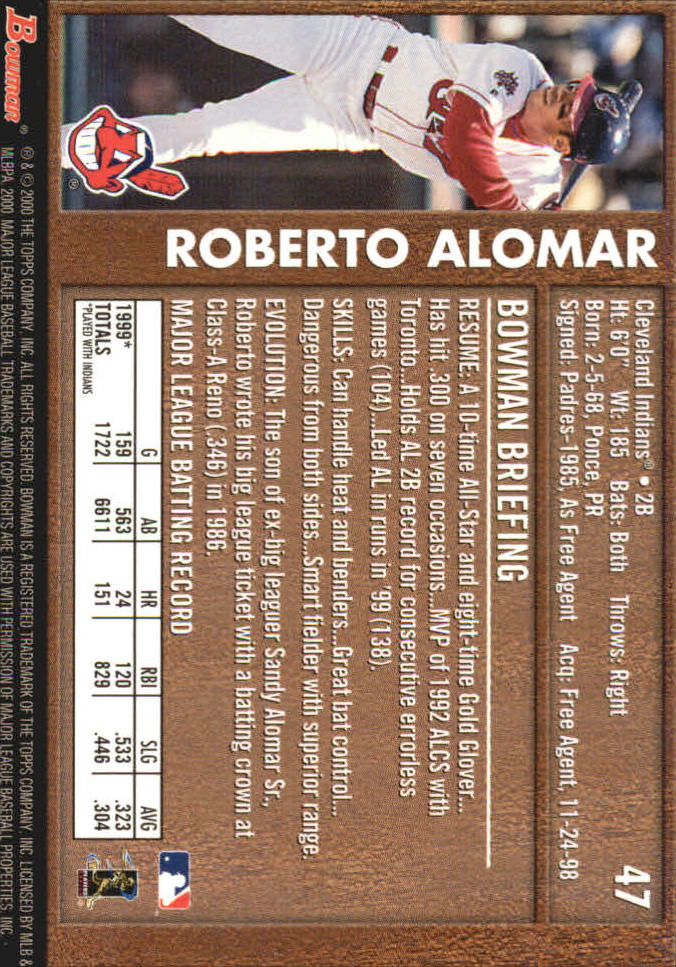 ROBERTO ALOMAR
47
Cleveland Indians® • 2B
Ht: 6'0" Wt: 185 Bats: Both Throws: Right
Born: 2-5-68, Ponce, PR
Signed: Padres-1985, As Free Agent Acq: Free Agent, 11-24-98
BOWMAN BRIEFING
RESUME: A 10-time All-Star and eight-time Gold Glover...
Has hit .300 on seven occasions...MVP of 1992 ALCS with
Toronto...Holds AL 2B record for consecutive errorless
games (104)...Led AL in runs in '99 (138).
SKILLS: Can handle heat and benders...Great bat control...
Dangerous from both sides...Smart fielder with superior range.
EVOLUTION: The son of ex-big leaguer Sandy Alomar Sr.,
Roberto wrote his big league ticket with a batting crown at
Class-A Reno (.346) in 1986.
MAJOR LEAGUE BATTING RECORD
G AB HR RBI SLG AVG
1999* 159 563 24 120 .533 .323
TOTALS 1722 6611 151 829 .446 .304
*PLAYED WITH INDIANS
Bowman®
℗ & © 2000 THE TOPPS COMPANY, INC. ALL RIGHTS RESERVED. BOWMAN IS A REGISTERED TRADEMARK OF THE TOPPS COMPANY, INC. LICENSED BY MLB &
MLBPA 2000. MAJOR LEAGUE BASEBALL TRADEMARKS AND COPYRIGHTS ARE USED WITH PERMISSION OF MAJOR LEAGUE BASEBALL PROPERTIES, INC.